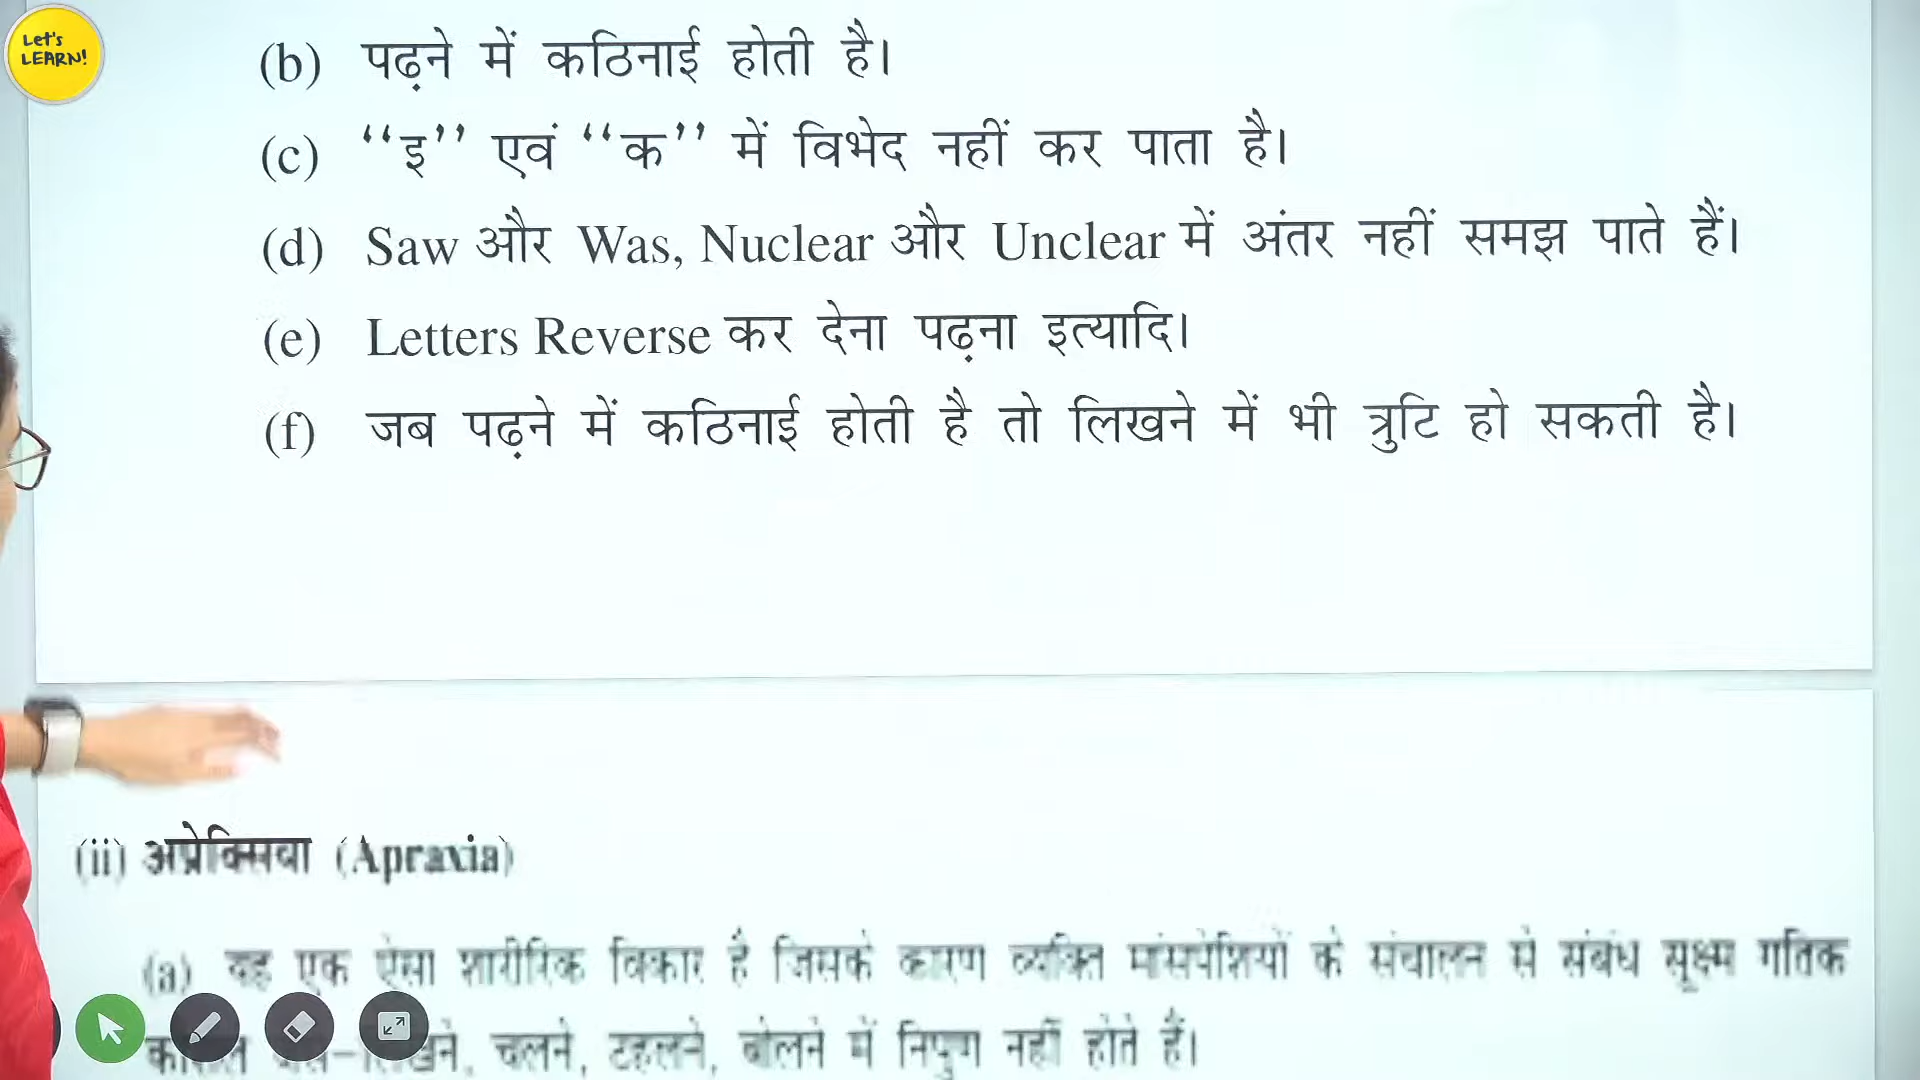 Let's
LEARN!
(b) पढ़ने में कठिनाई होती है।
(c) “इ” एवं “क” में विभेद नहीं कर पाता है।
(d) Saw और Was, Nuclear और Unclear में अंतर नहीं समझ पाते हैं।
(e) Letters Reverse कर देना पढ़ना इत्यादि।
(f) जब पढ़ने में कठिनाई होती है तो लिखने में भी त्रुटि हो सकती है।
(ii) अप्रेक्सिया (Apraxia)
(a) यह एक ऐसा शारीरिक विकार है जिसके कारण व्यक्ति मांसपेशियों के संचालन से संबंध सूक्ष्म गतिक
चलने, टहलने, बोलने में निपुण नहीं होते हैं।